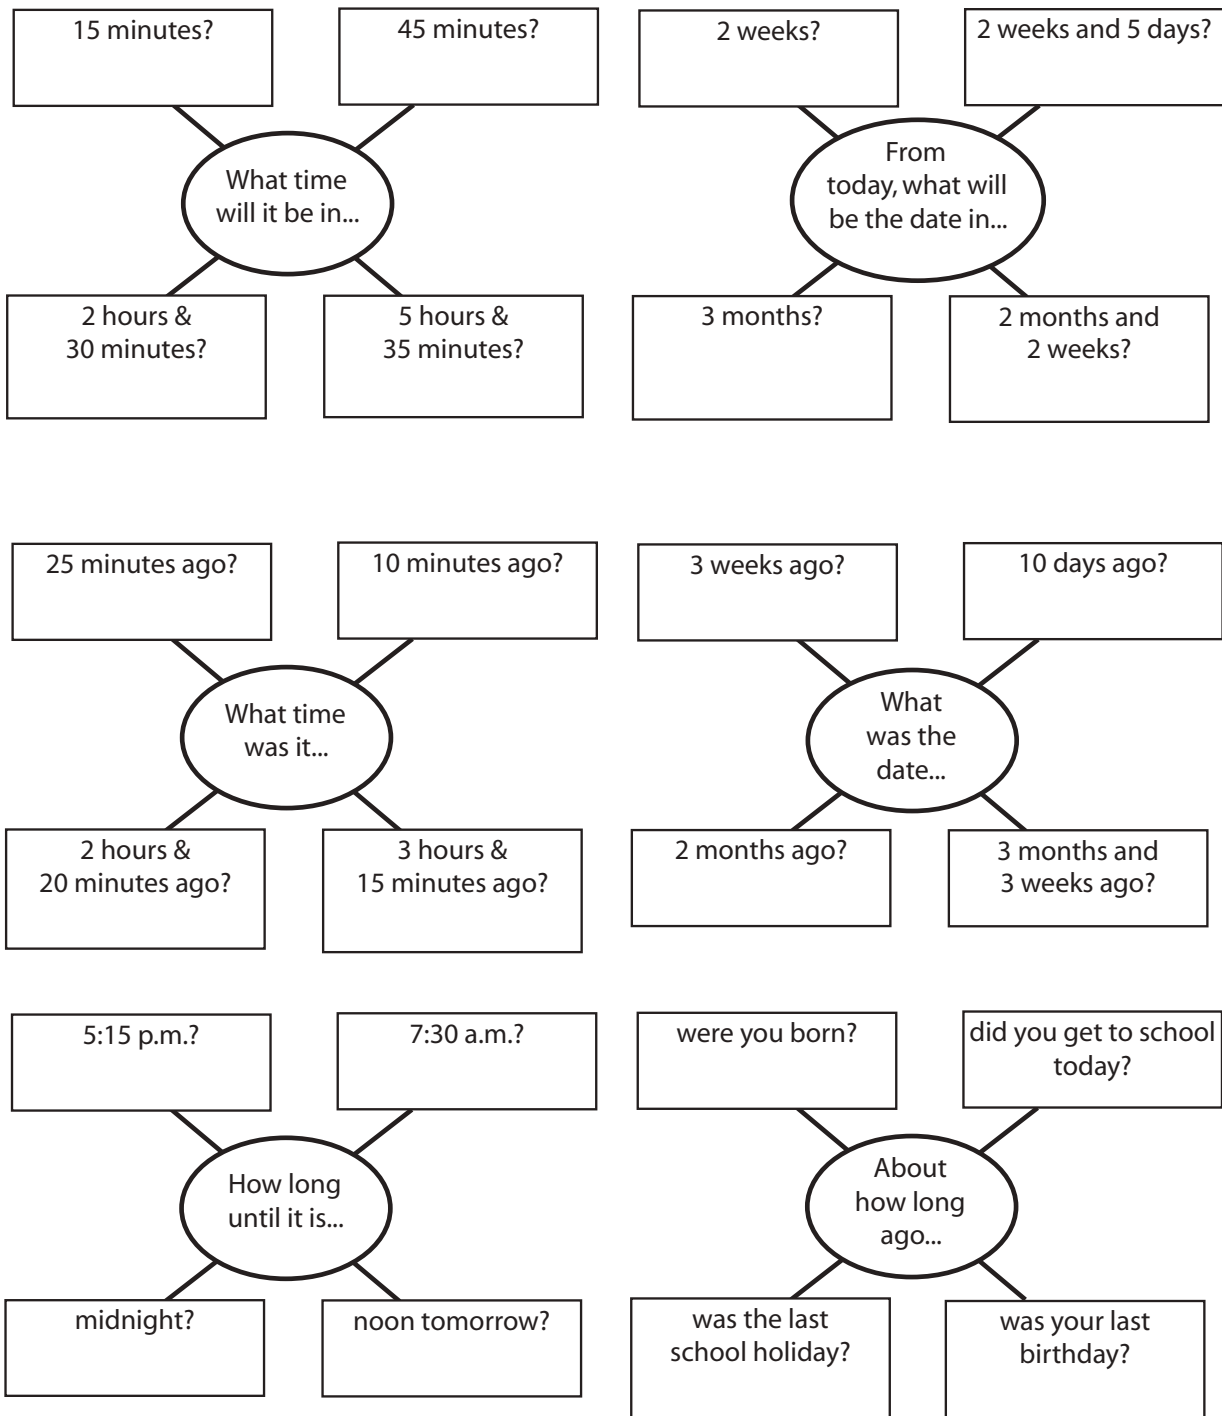 15 minutes?
45 minutes?
What time
will it be in...
2 hours &
30 minutes?
5 hours &
35 minutes?
2 weeks?
2 weeks and 5 days?
From
today, what will
be the date in...
3 months?
2 months and
2 weeks?
25 minutes ago?
10 minutes ago?
What time
was it...
2 hours &
20 minutes ago?
3 hours &
15 minutes ago?
3 weeks ago?
10 days ago?
What
was the
date...
2 months ago?
3 months and
3 weeks ago?
5:15 p.m.?
7:30 a.m.?
How long
until it is...
midnight?
noon tomorrow?
were you born?
did you get to school
today?
About
how long
ago...
was the last
school holiday?
was your last
birthday?